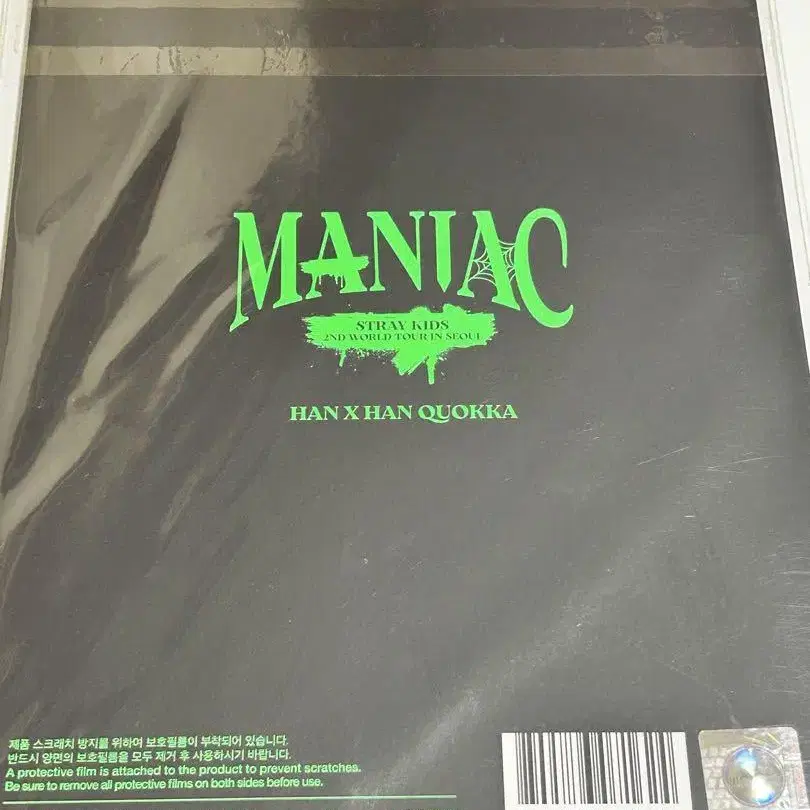 MANIAC
STRAY KIDS
2ND WORLD TOUR IN SEOUL
HAN X HAN QUOKKA
제품 스크래치 방지를 위하여 보호필름이 부착되어 있습니다.
반드시 양면의 보호필름을 모두 제거 후 사용하시기 바랍니다.
A protective film is attached to the product to prevent scratches.
Be sure to remove all protective films on both sides before use.